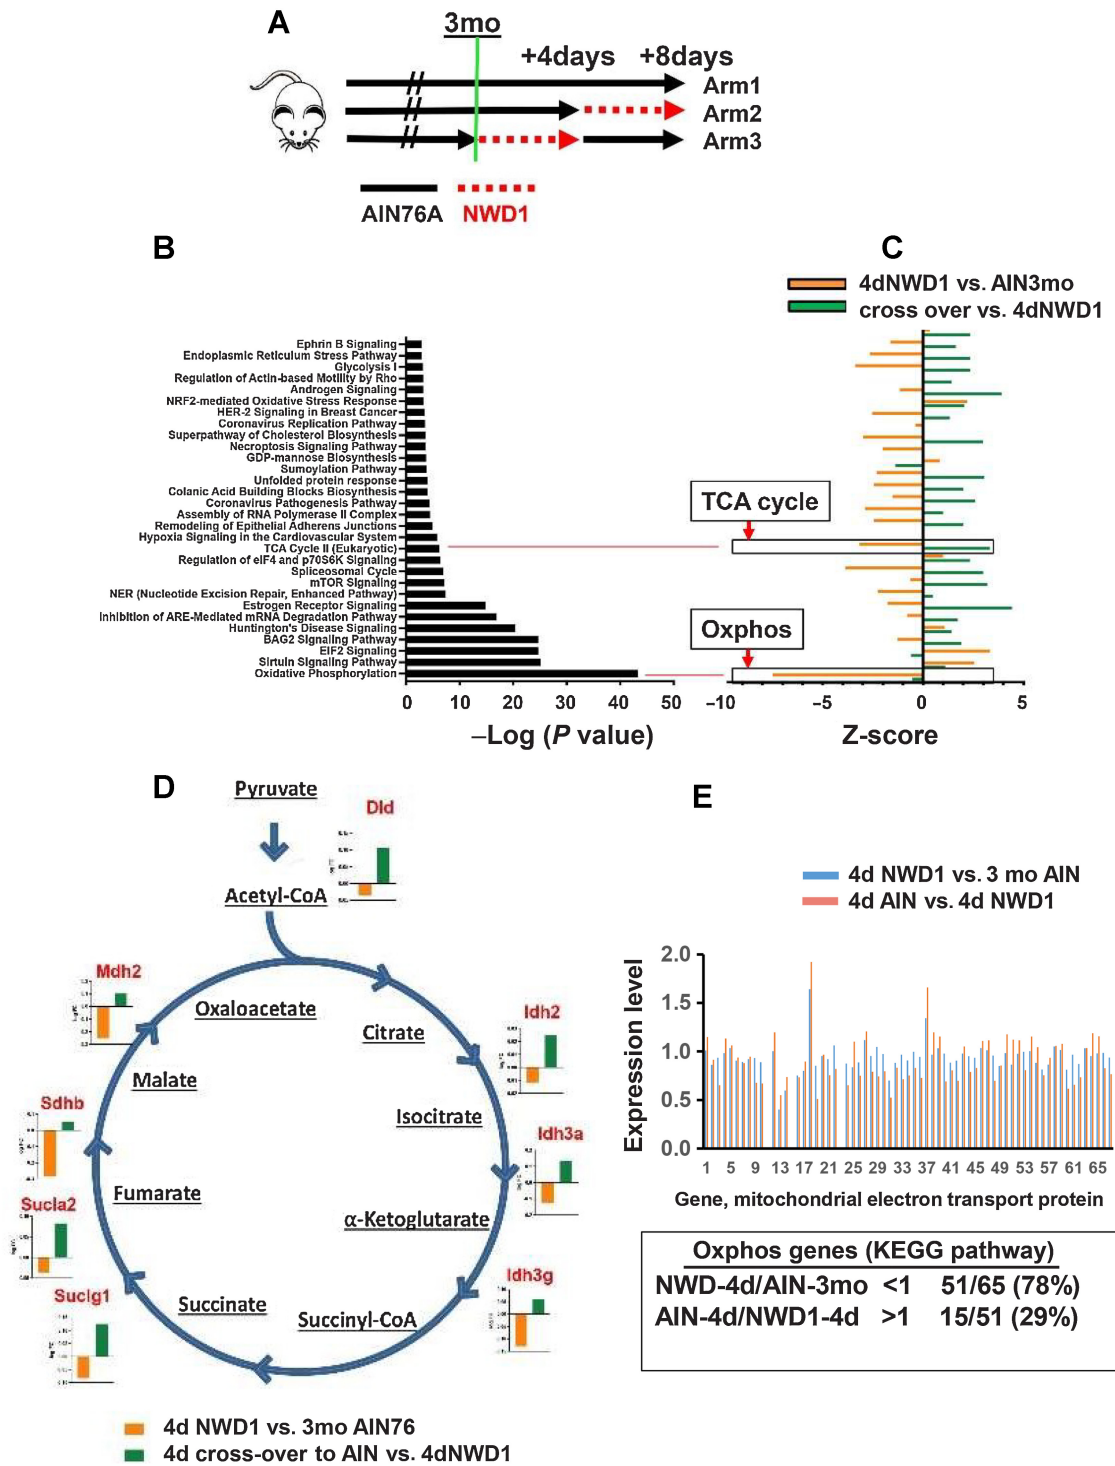 A
3mo
+4days
+8days
Arm1
Arm2
Arm3
AIN76A
NWD1
B
C
4dNWD1 vs. AIN3mo
cross over vs. 4dNWD1
Ephrin B Signaling
Endoplasmic Reticulum Stress Pathway
Glycolysis I
Regulation of Actin-based Motility by Rho
Androgen Signaling
NRF2-mediated Oxidative Stress Response
HER-2 Signaling in Breast Cancer
Coronavirus Replication Pathway
Superpathway of Cholesterol Biosynthesis
Necroptosis Signaling Pathway
GDP-mannose Biosynthesis
Sumoylation Pathway
Unfolded protein response
Colanic Acid Building Blocks Biosynthesis
Coronavirus Pathogenesis Pathway
Assembly of RNA Polymerase II Complex
Remodeling of Epithelial Adherens Junctions
Hypoxia Signaling in the Cardiovascular System
TCA Cycle II (Eukaryotic)
Regulation of eIF4 and p70S6K Signaling
Spliceosomal Cycle
mTOR Signaling
NER (Nucleotide Excision Repair, Enhanced Pathway)
Estrogen Receptor Signaling
Inhibition of ARE-Mediated mRNA Degradation Pathway
Huntington's Disease Signaling
BAG2 Signaling Pathway
EIF2 Signaling
Sirtuin Signaling Pathway
Oxidative Phosphorylation
0 10 20 30 40 50
–Log (P value)
TCA cycle
Oxphos
–10 –5 0 5
Z-score
D
Pyruvate
Dld
Acetyl-CoA
Mdh2
Oxaloacetate
Citrate
Idh2
Malate
Isocitrate
Sdhb
Idh3a
Fumarate
Sucla2
α-Ketoglutarate
Suclg1
Succinate
Succinyl-CoA
Idh3g
4d NWD1 vs. 3mo AIN76
4d cross-over to AIN vs. 4dNWD1
E
4d NWD1 vs. 3 mo AIN
4d AIN vs. 4d NWD1
Expression level
2.0
1.5
1.0
0.5
0.0
1 5 9 13 17 21 25 29 33 37 41 45 49 53 57 61 65
Gene, mitochondrial electron transport protein
Oxphos genes (KEGG pathway)
NWD-4d/AIN-3mo <1 51/65 (78%)
AIN-4d/NWD1-4d >1 15/51 (29%)